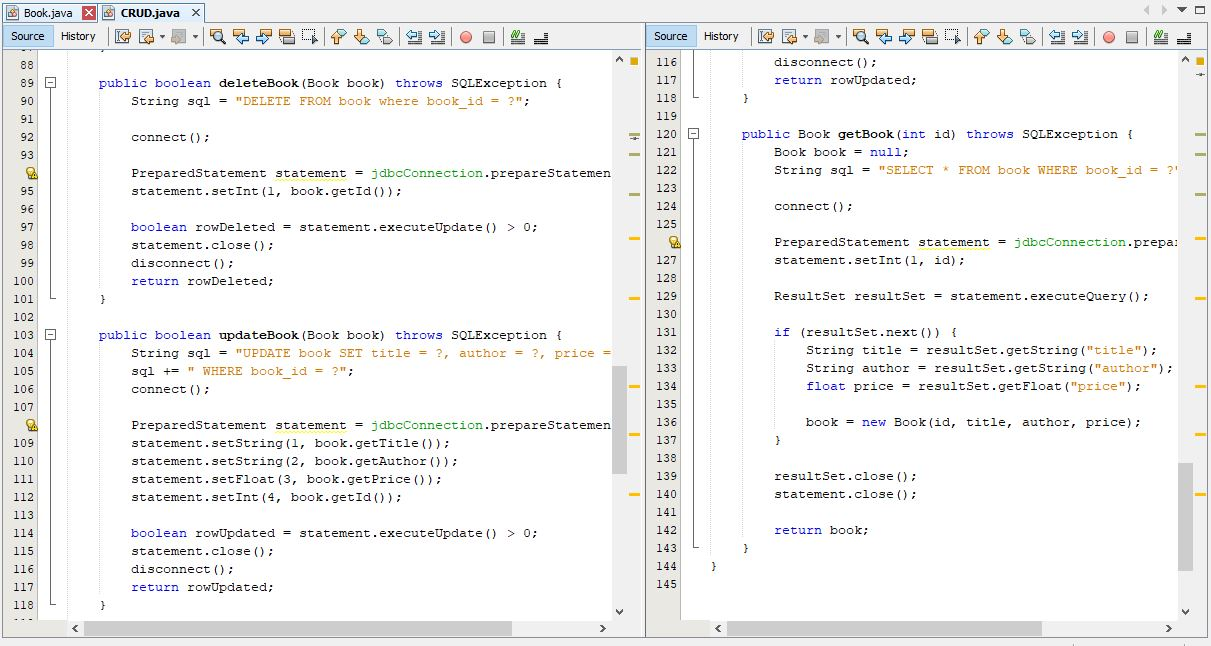 Book.java CRUD.java
Source History
88
89 public boolean deleteBook(Book book) throws SQLException {
90 String sql = "DELETE FROM book where book_id = ?";
91
92 connect();
93
PreparedStatement statement = jdbcConnection.prepareStatemen
95 statement.setInt(1, book.getId());
96
97 boolean rowDeleted = statement.executeUpdate() > 0;
98 statement.close();
99 disconnect();
100 return rowDeleted;
101 }
102
103 public boolean updateBook(Book book) throws SQLException {
104 String sql = "UPDATE book SET title = ?, author = ?, price =
105 sql += " WHERE book_id = ?";
106 connect();
107
PreparedStatement statement = jdbcConnection.prepareStatemen
109 statement.setString(1, book.getTitle());
110 statement.setString(2, book.getAuthor());
111 statement.setFloat(3, book.getPrice());
112 statement.setInt(4, book.getId());
113
114 boolean rowUpdated = statement.executeUpdate() > 0;
115 statement.close();
116 disconnect();
117 return rowUpdated;
118 }
Source History
116 disconnect();
117 return rowUpdated;
118 }
119
120 public Book getBook(int id) throws SQLException {
121 Book book = null;
122 String sql = "SELECT * FROM book WHERE book_id = ?"
123
124 connect();
125
PreparedStatement statement = jdbcConnection.prepar
127 statement.setInt(1, id);
128
129 ResultSet resultSet = statement.executeQuery();
130
131 if (resultSet.next()) {
132 String title = resultSet.getString("title");
133 String author = resultSet.getString("author");
134 float price = resultSet.getFloat("price");
135
136 book = new Book(id, title, author, price);
137 }
138
139 resultSet.close();
140 statement.close();
141
142 return book;
143 }
144 }
145